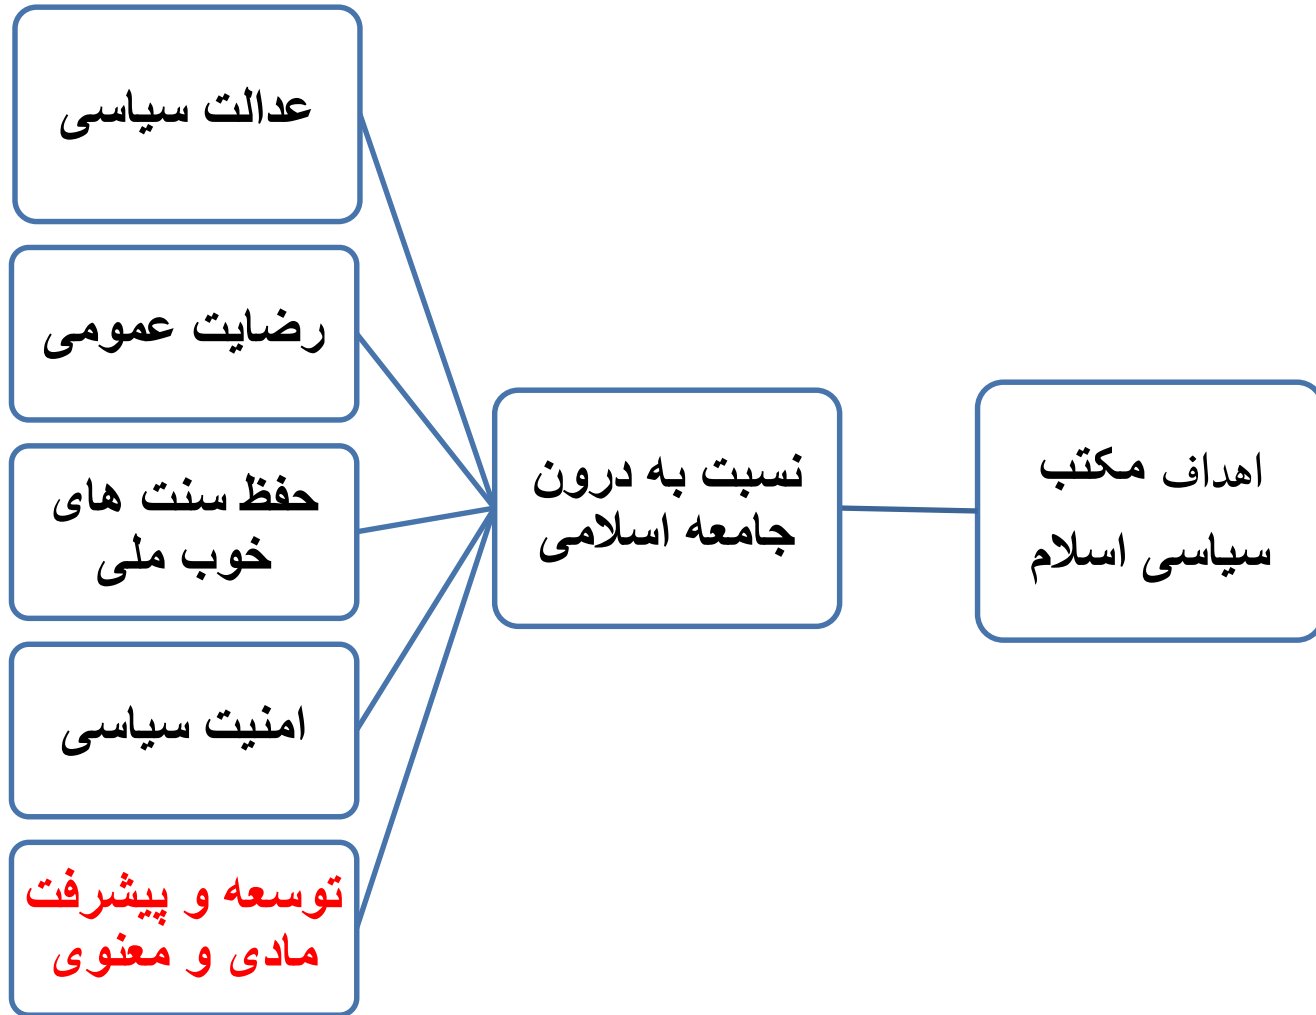 اهداف مکتب
سیاسی اسلام
نسبت به درون
جامعه اسلامی
عدالت سیاسی
رضایت عمومی
حفظ سنت های
خوب ملی
امنیت سیاسی
توسعه و پیشرفت
مادی و معنوی